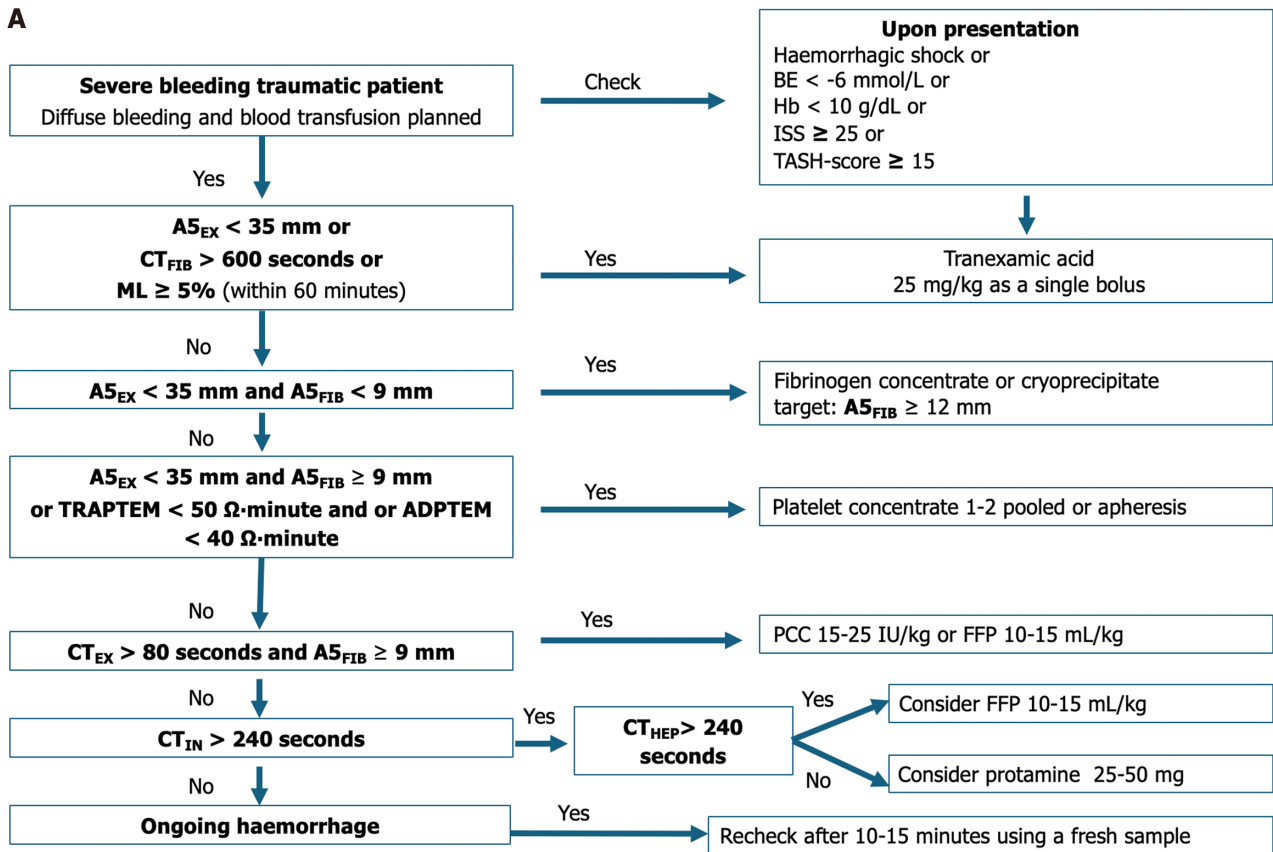 A
Severe bleeding traumatic patient
Diffuse bleeding and blood transfusion planned
Check
Upon presentation
Haemorrhagic shock or
BE < -6 mmol/L or
Hb < 10 g/dL or
ISS ≥ 25 or
TASH-score ≥ 15
Yes
A5EX < 35 mm or
CTFIB > 600 seconds or
ML ≥ 5% (within 60 minutes)
Yes
Tranexamic acid
25 mg/kg as a single bolus
No
A5EX < 35 mm and A5FIB < 9 mm
Yes
Fibrinogen concentrate or cryoprecipitate
target: A5FIB ≥ 12 mm
No
A5EX < 35 mm and A5FIB ≥ 9 mm
or TRAPTEM < 50 Ω·minute and or ADPTEM
< 40 Ω·minute
Yes
Platelet concentrate 1-2 pooled or apheresis
No
CTEX > 80 seconds and A5FIB ≥ 9 mm
Yes
PCC 15-25 IU/kg or FFP 10-15 mL/kg
No
CTIN > 240 seconds
Yes
CTHEP> 240
seconds
Yes
Consider FFP 10-15 mL/kg
No
Consider protamine 25-50 mg
No
Ongoing haemorrhage
Yes
Recheck after 10-15 minutes using a fresh sample